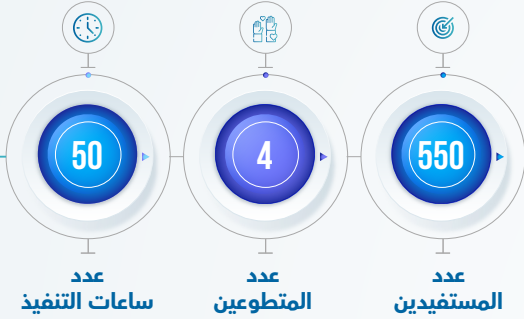 550
عدد
المستفيدين
4
عدد
المتطوعين
50
عدد
ساعات التنفيذ